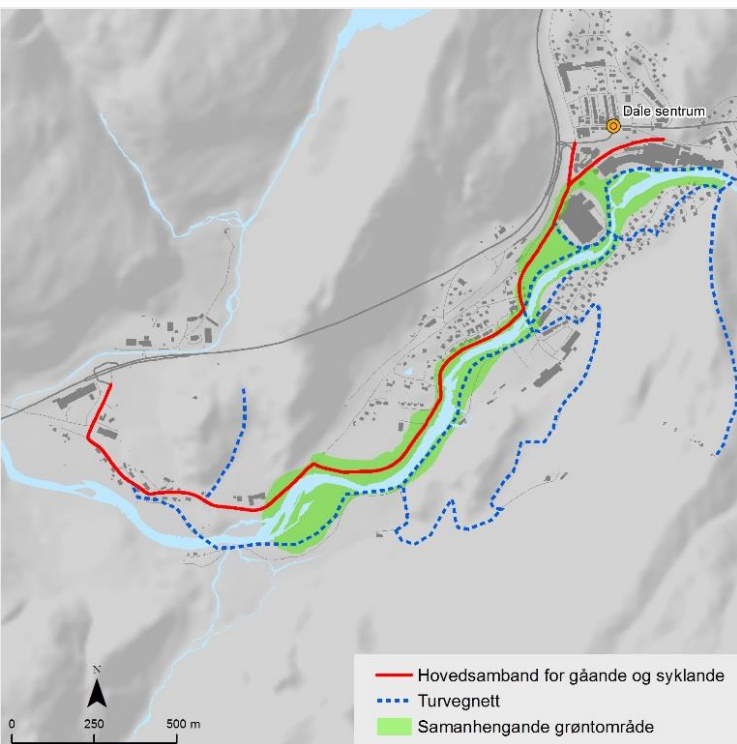 Dale sentrum
Hovedsamband for gåande og syklande
Turvegnett
Samanhengande grøntområde
N
0 250 500 m